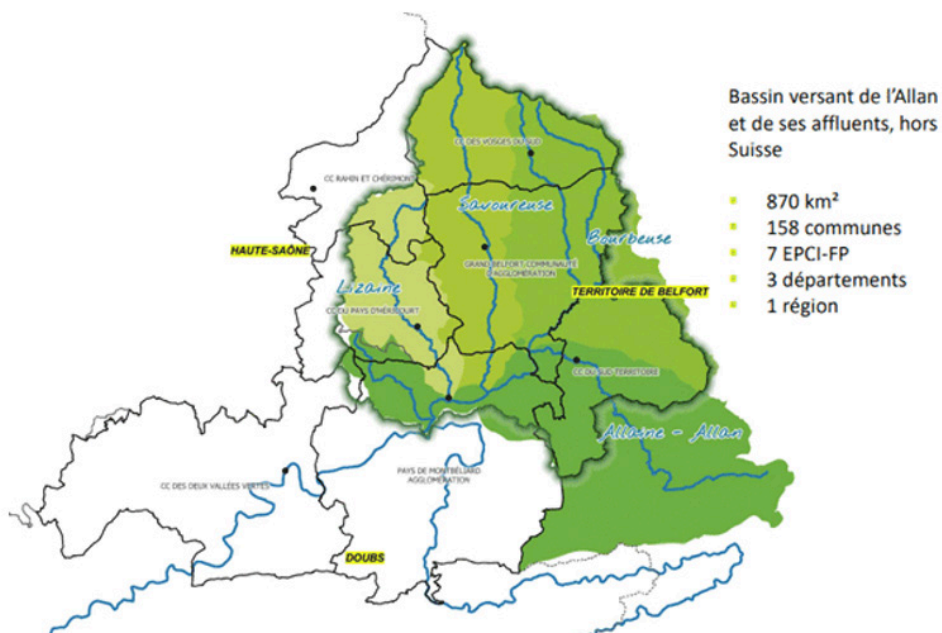 Bassin versant de l'Allan
et de ses affluents, hors
Suisse
870 km²
158 communes
7 EPCI-FP
3 départements
1 région
CC DES VOSGES DU SUD
CC RAHIN ET CHÉRIMONT
Savoureuse
HAUTE-SAÔNE
Bourbeuse
GRAND BELFORT COMMUNAUTÉ
D'AGGLOMÉRATION
Lizaine
TERRITOIRE DE BELFORT
CC DU PAYS D'HÉRICOURT
CC DU SUD TERRITOIRE
Allaine - Allan
PAYS DE MONTBÉLIARD
AGGLOMÉRATION
CC DES DEUX VALLÉES VERTES
DOUBS